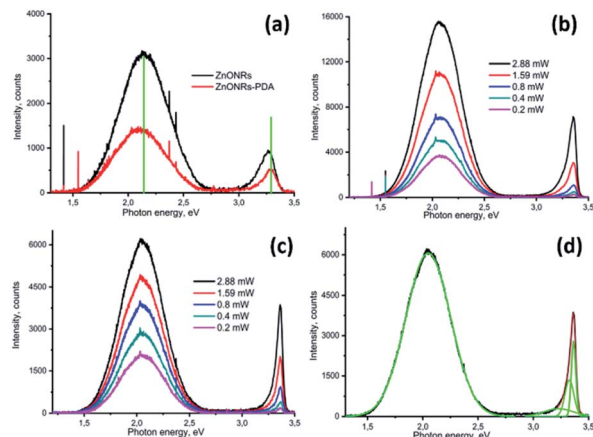 (a)
4000
3000
2000
1000
0
Intensity, counts
1,5 2,0 2,5 3,0 3,5
Photon energy, eV
ZnONRs
ZnONRs-PDA
(b)
16000
12000
8000
4000
0
Intensity, counts
1,5 2,0 2,5 3,0 3,5
Photon energy, eV
2.88 mW
1.59 mW
0.8 mW
0.4 mW
0.2 mW
(c)
6000
4500
3000
1500
0
Intensity, counts
1,5 2,0 2,5 3,0 3,5
Photon energy, eV
2.88 mW
1.59 mW
0.8 mW
0.4 mW
0.2 mW
(d)
6000
4500
3000
1500
0
Intensity, counts
1,5 2,0 2,5 3,0 3,5
Photon energy, eV